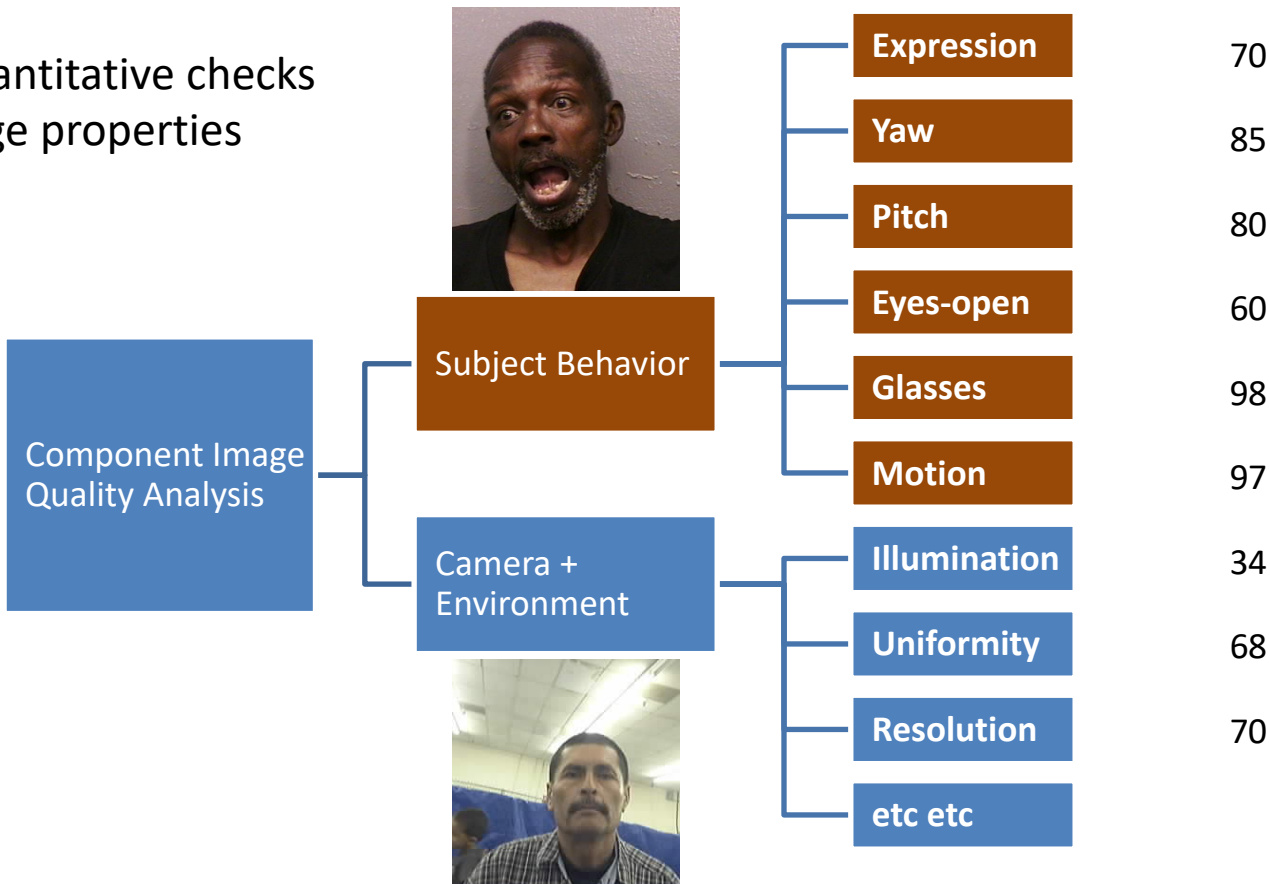 antitative checks
ge properties
Component Image
Quality Analysis
Subject Behavior
Expression 70
Yaw 85
Pitch 80
Eyes-open 60
Glasses 98
Motion 97
Camera +
Environment
Illumination 34
Uniformity 68
Resolution 70
etc etc